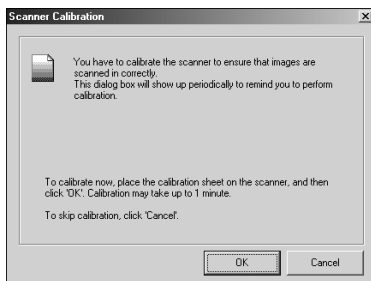 Scanner Calibration
You have to calibrate the scanner to ensure that images are
scanned in correctly.
This dialog box will show up periodically to remind you to perform
calibration.
To calibrate now, place the calibration sheet on the scanner, and then
click 'OK'. Calibration may take up to 1 minute.
To skip calibration, click 'Cancel'.
OK
Cancel